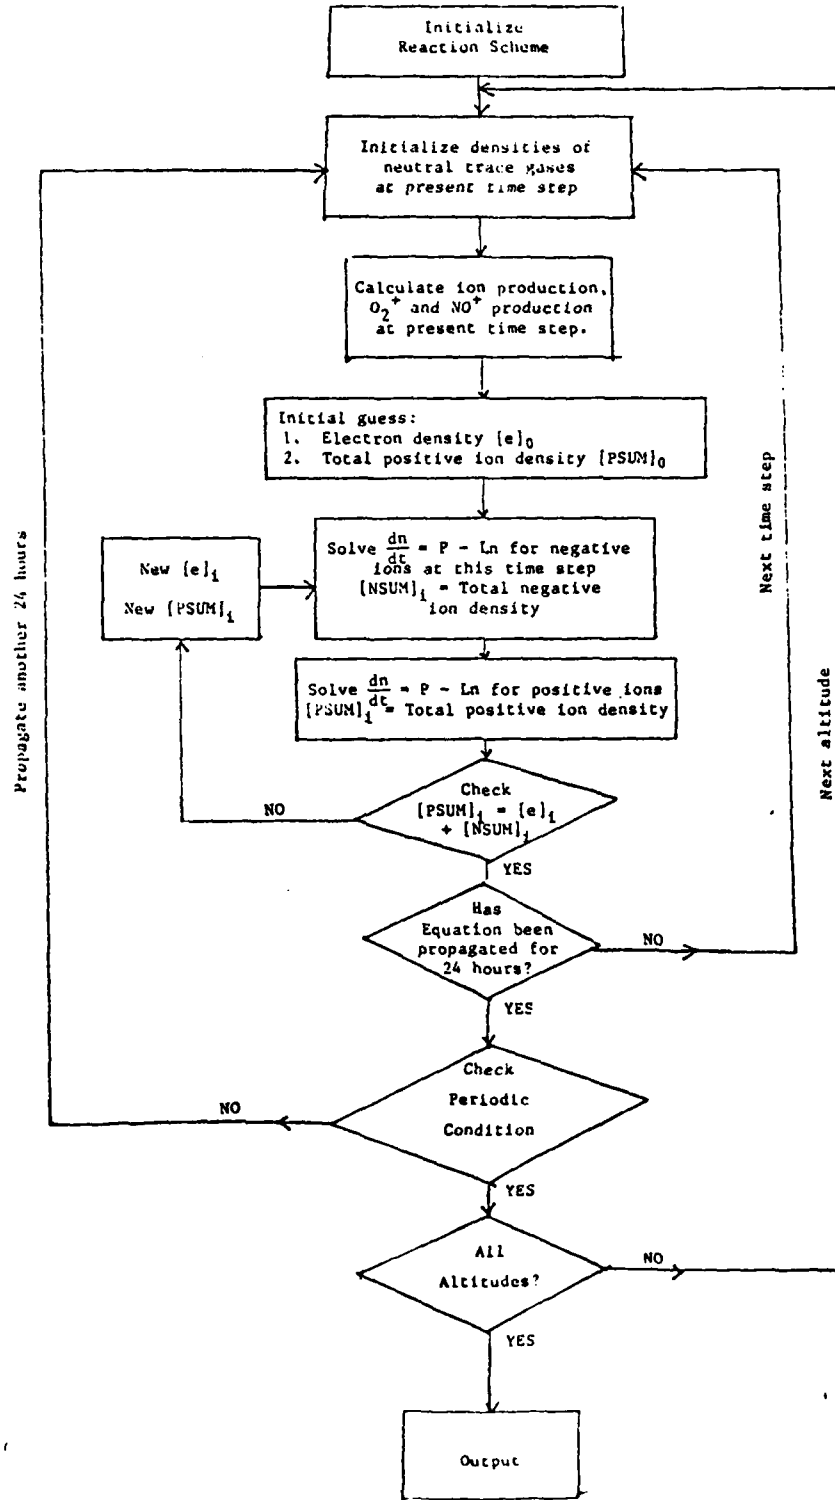 Initialize
Reaction Scheme
Initialize densities of
neutral trace gases
at present time step
Calculate ion production,
O₂⁺ and NO⁺ production
at present time step.
Initial guess:
1. Electron density [e]₀
2. Total positive ion density [PSUM]₀
New [e]ᵢ
New [PSUM]ᵢ
Solve dn/dt = P - Ln for negative
ions at this time step
[NSUM]ᵢ = Total negative
ion density
Solve dn/dt = P - Ln for positive ions
[PSUM]ᵢ = Total positive ion density
Check
[PSUM]ᵢ = [e]ᵢ
+ [NSUM]ᵢ
NO
YES
Has
Equation been
propagated for
24 hours?
NO
YES
Check
Periodic
Condition
NO
YES
All
Altitudes?
NO
YES
Output
Propagate another 24 hours
Next time step
Next altitude